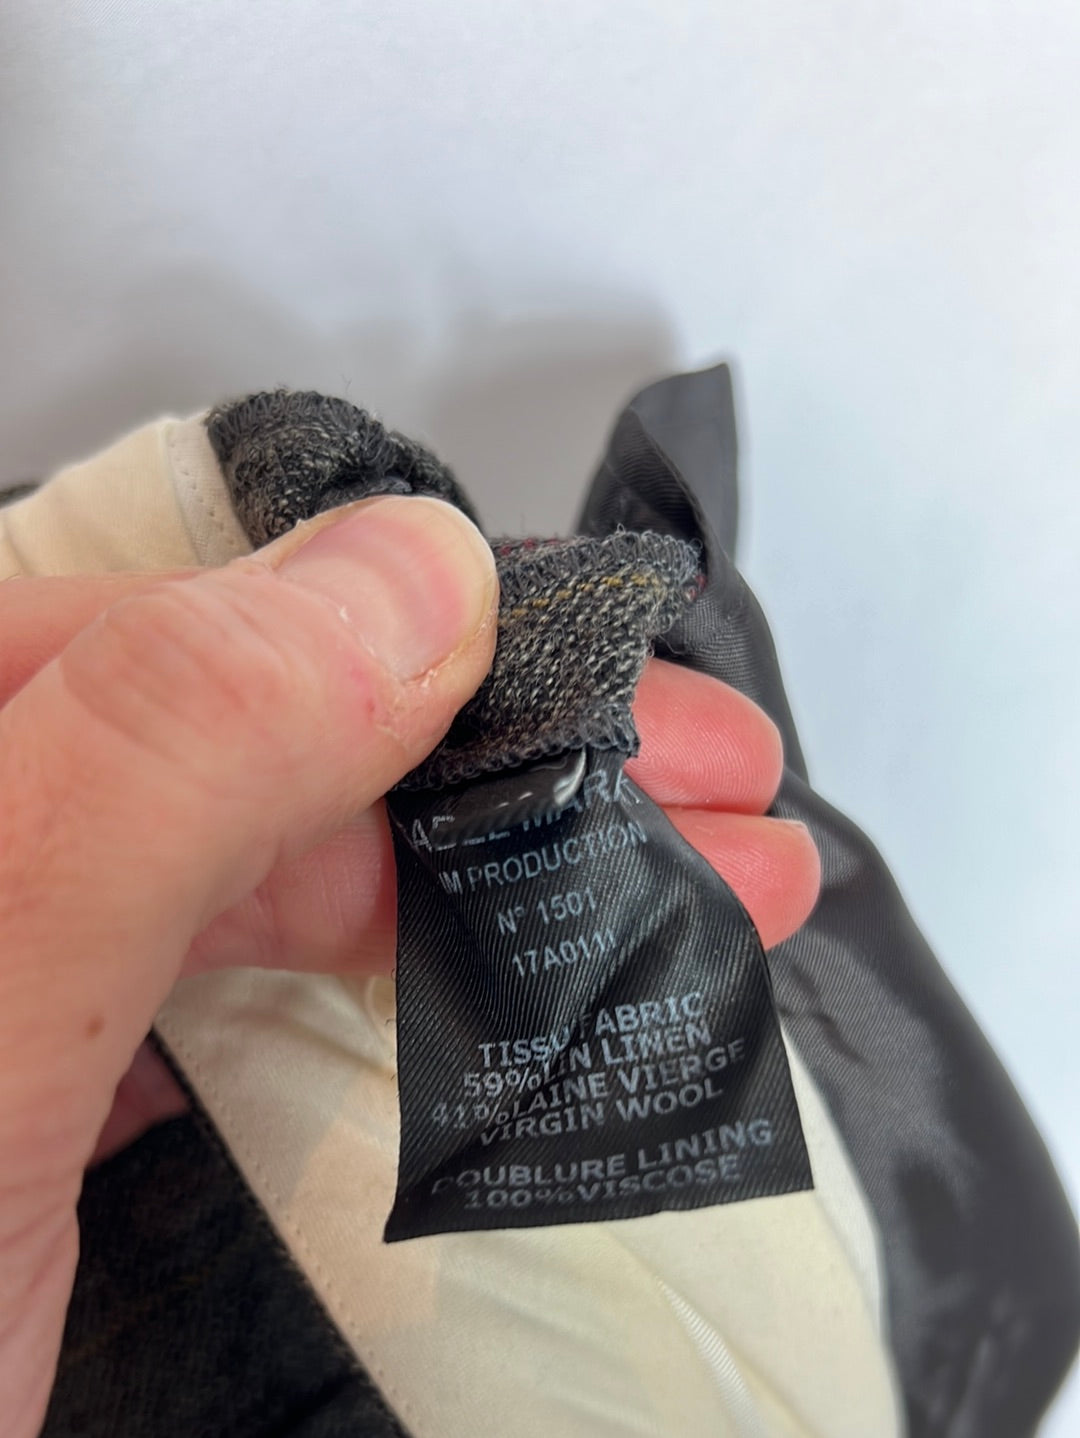 IM PRODUCTION
N° 1501
17A0111
TISSU FABRIC
59%LIN LINEN
41%LAINE VIERGE
VIRGIN WOOL
DOUBLURE LINING
100%VISCOSE